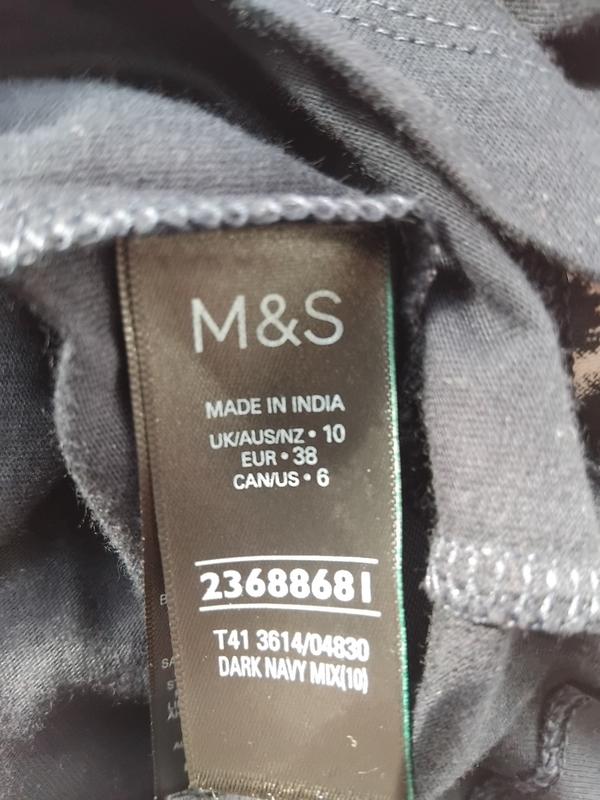 M&S
MADE IN INDIA
UK/AUS/NZ • 10
EUR • 38
CAN/US • 6
23688681
T41 3614/04830
DARK NAVY MIX(10)